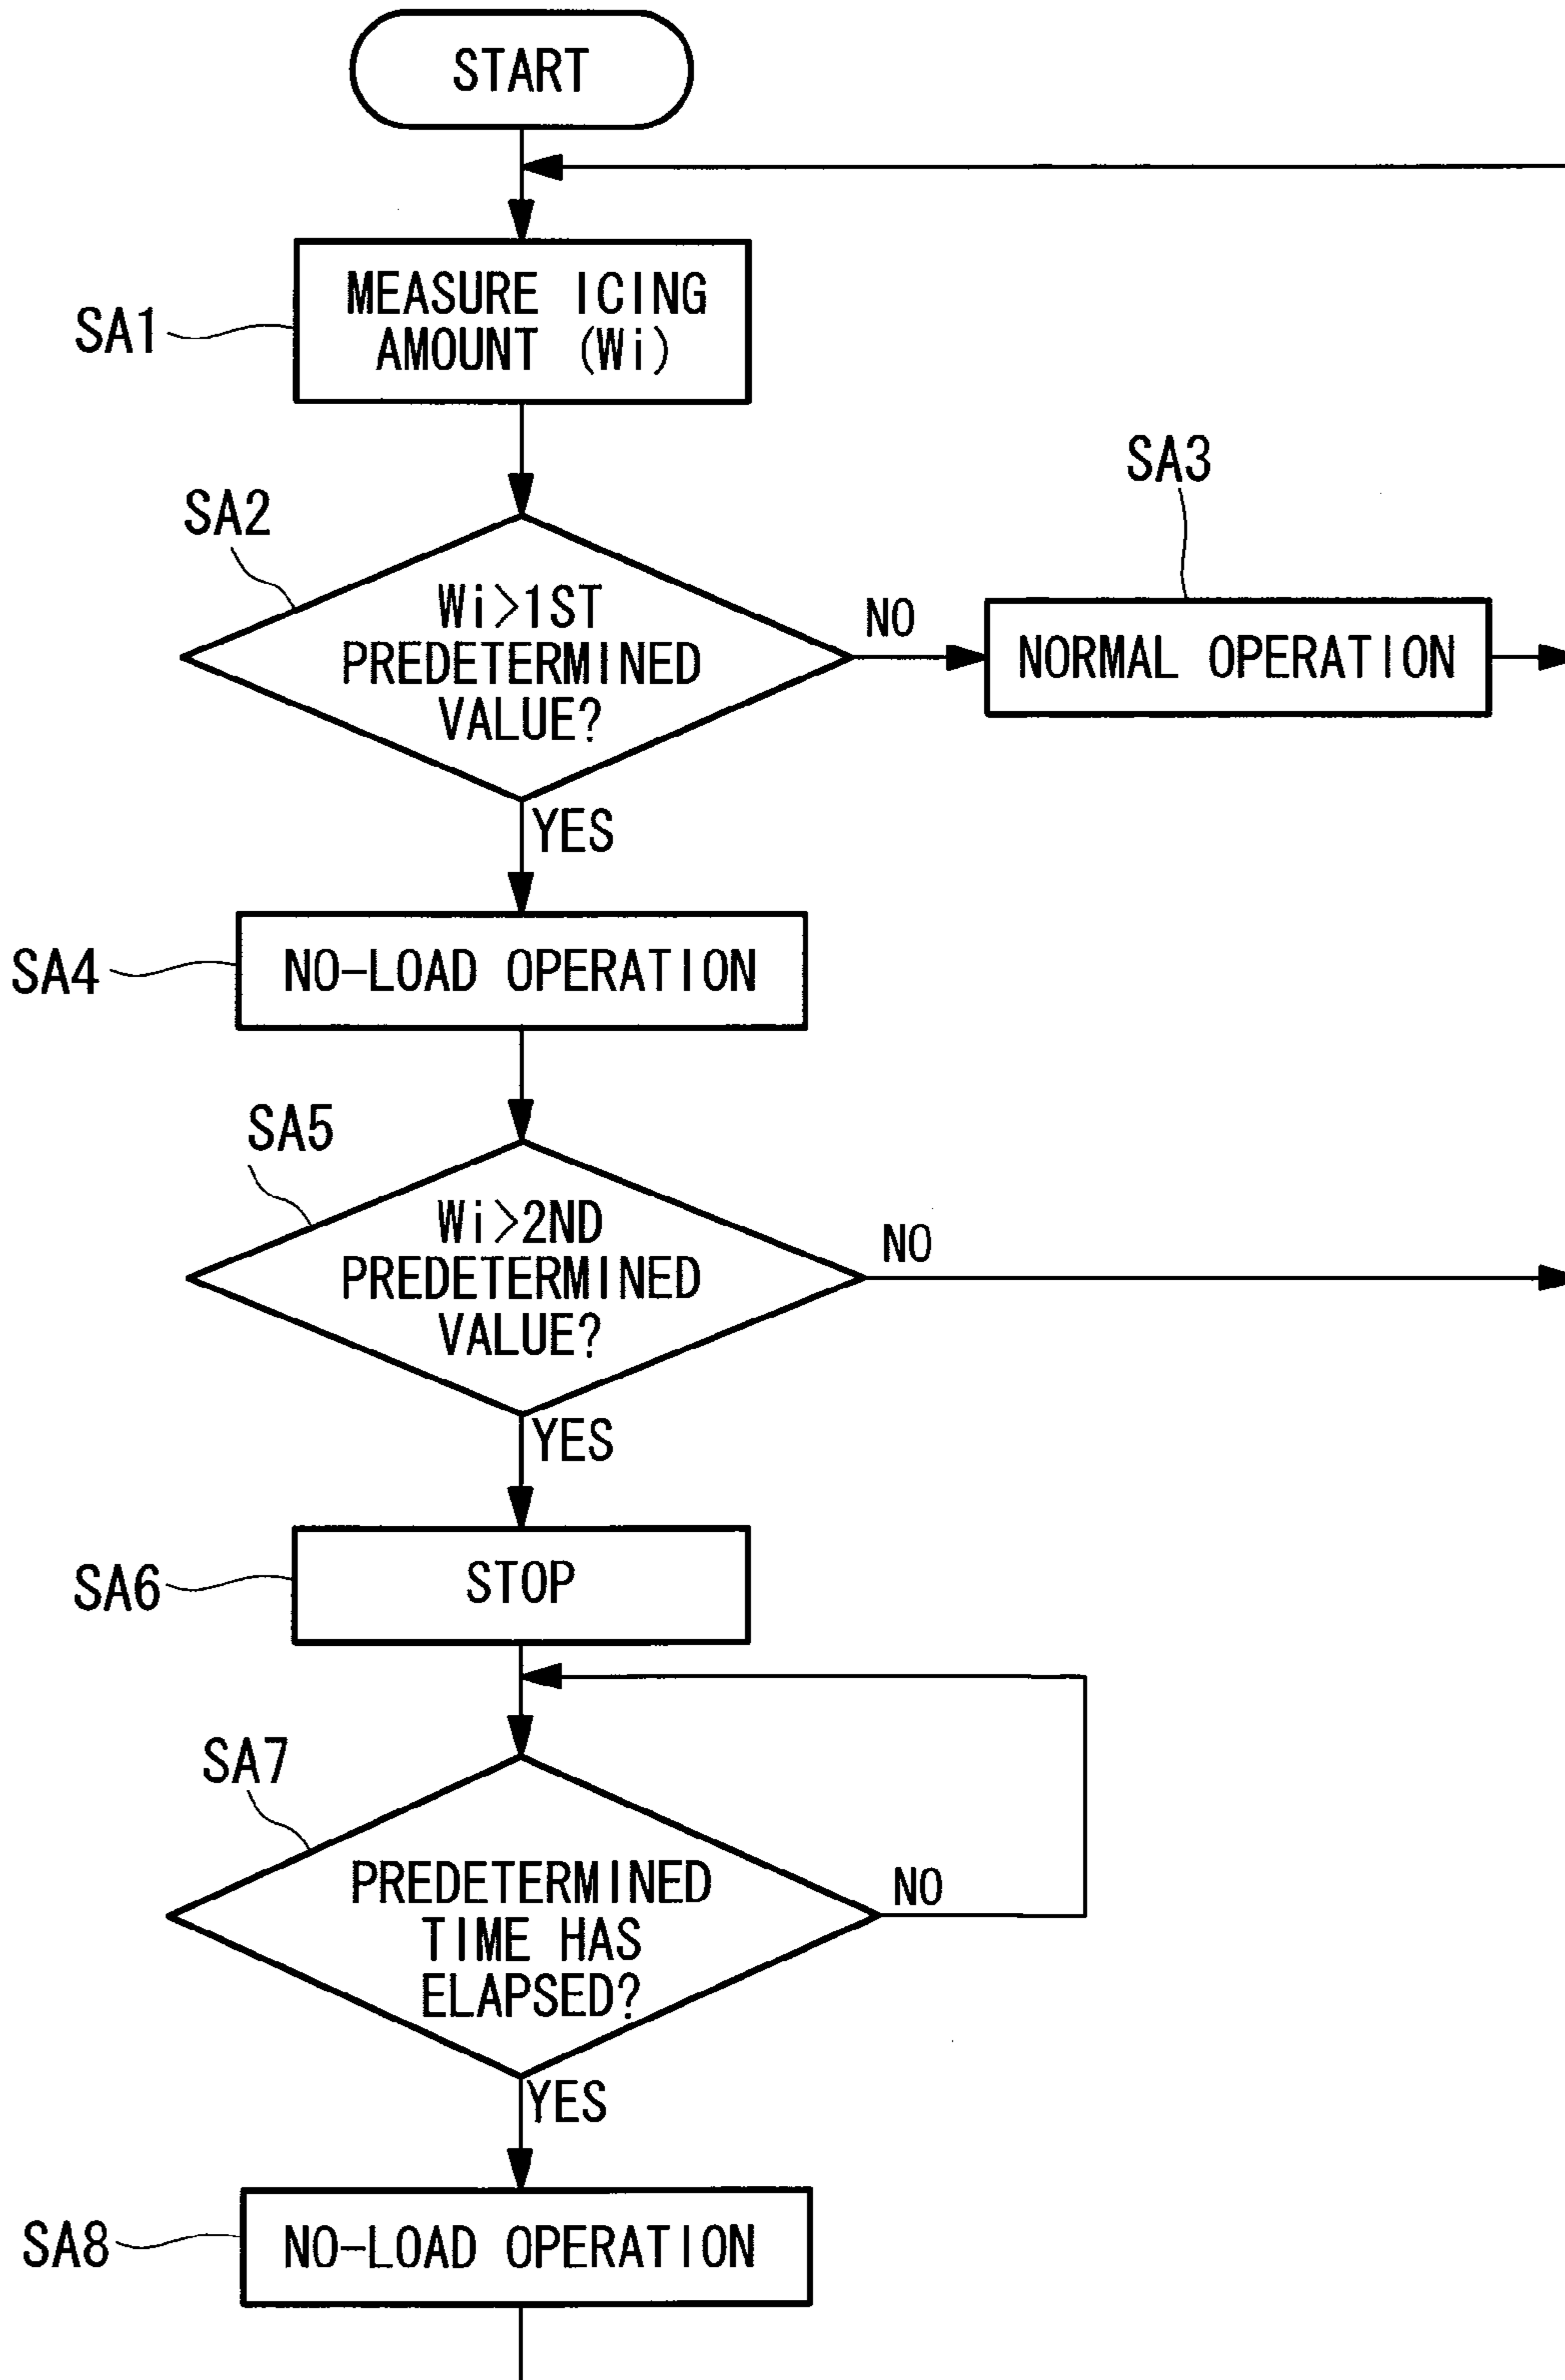 START
SA1
MEASURE ICING
AMOUNT (Wi)
SA2
Wi>1ST
PREDETERMINED
VALUE?
NO
SA3
NORMAL OPERATION
YES
SA4
NO-LOAD OPERATION
SA5
Wi>2ND
PREDETERMINED
VALUE?
NO
YES
SA6
STOP
SA7
PREDETERMINED
TIME HAS
ELAPSED?
NO
YES
SA8
NO-LOAD OPERATION